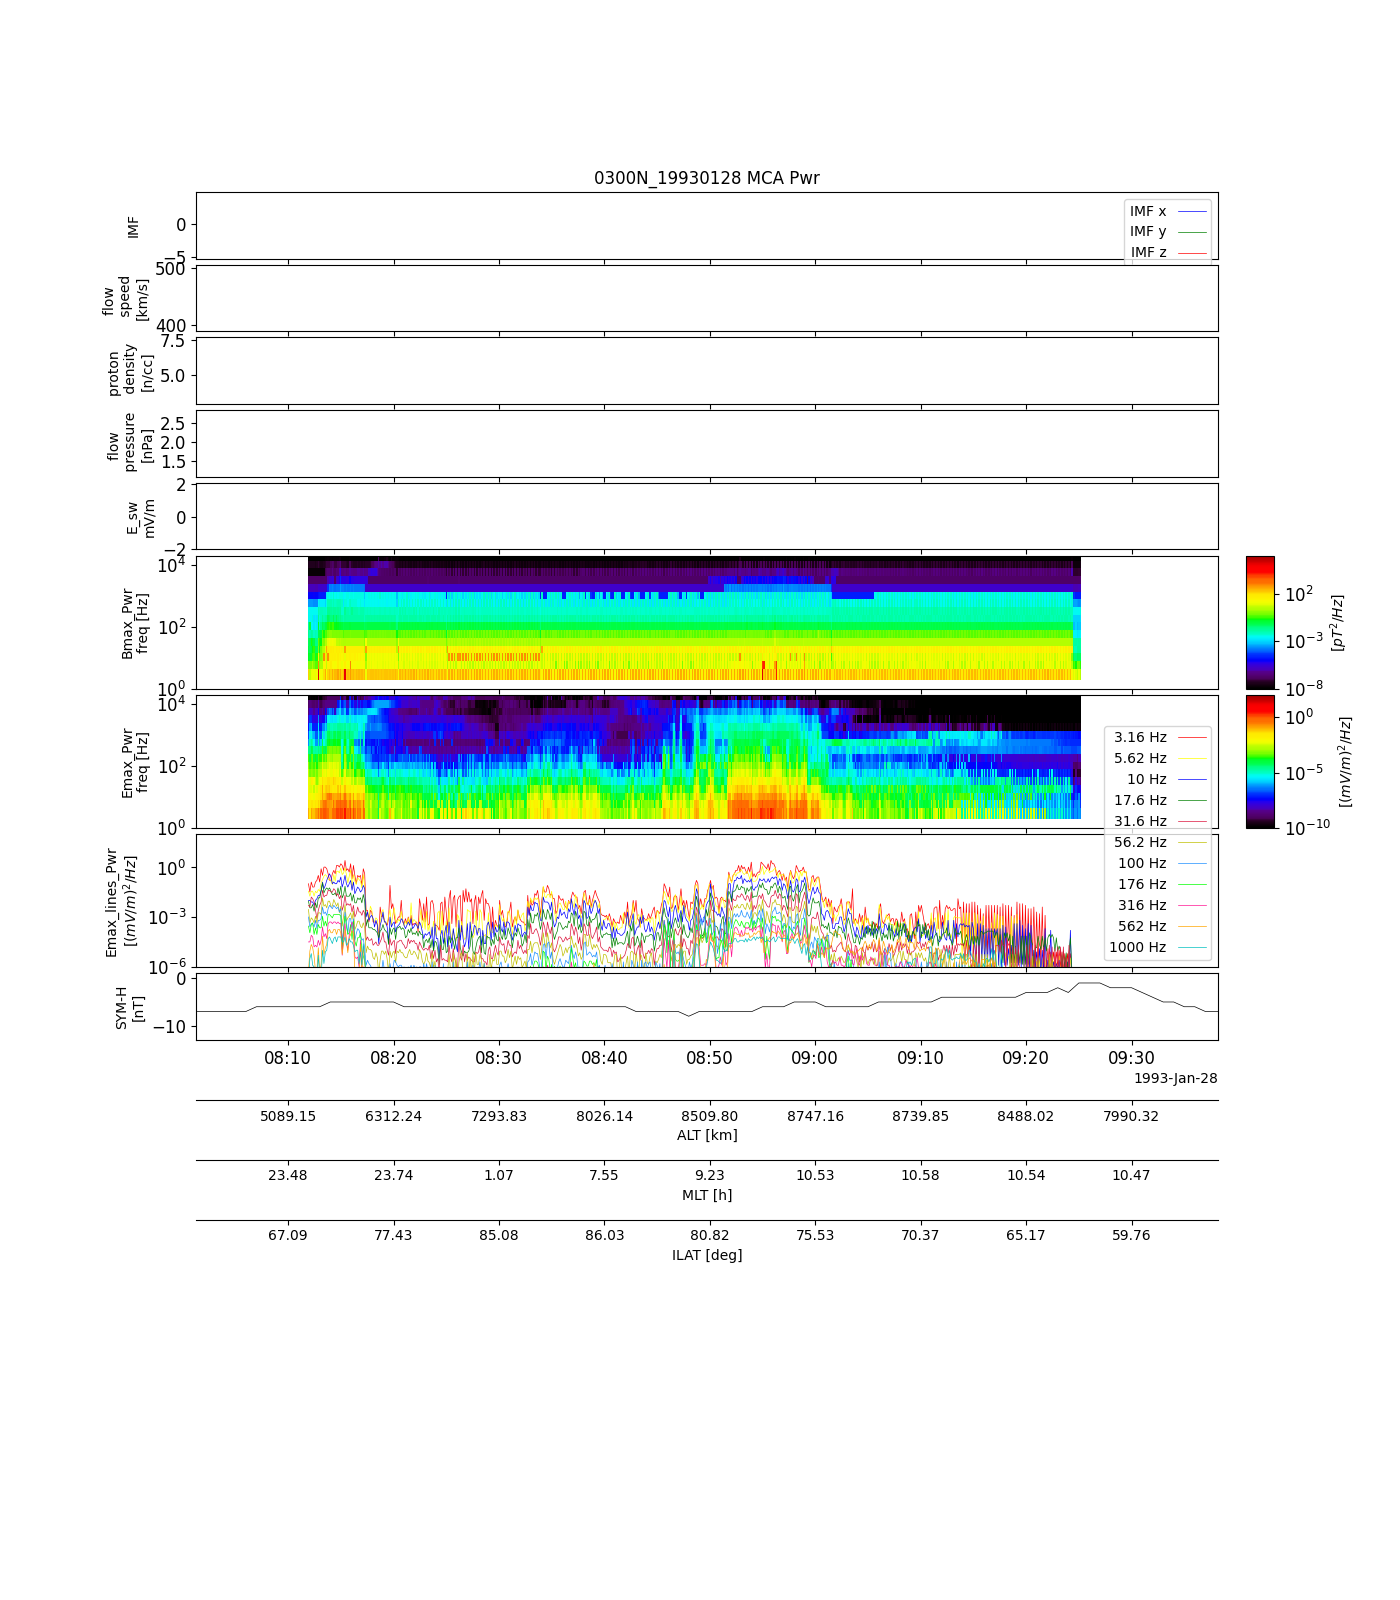 0300N_19930128 MCA Pwr
IMF
0
−5
IMF x
IMF y
IMF z
flow
speed
[km/s]
500
400
proton
density
[n/cc]
7.5
5.0
flow
pressure
[nPa]
2.5
2.0
1.5
E_sw
mV/m
2
0
−2
Bmax_Pwr
freq [Hz]
10^4
10^2
10^0
10^2
10^−3
10^−8
[pT^2/Hz]
Emax_Pwr
freq [Hz]
10^4
10^2
10^0
10^0
10^−5
10^−10
[(mV/m)^2/Hz]
3.16 Hz
5.62 Hz
10 Hz
17.6 Hz
31.6 Hz
56.2 Hz
100 Hz
176 Hz
316 Hz
562 Hz
1000 Hz
Emax_lines_Pwr
[(mV/m)^2/Hz]
10^0
10^−3
10^−6
SYM-H
[nT]
0
−10
08:10 08:20 08:30 08:40 08:50 09:00 09:10 09:20 09:30
1993-Jan-28
5089.15 6312.24 7293.83 8026.14 8509.80 8747.16 8739.85 8488.02 7990.32
ALT [km]
23.48 23.74 1.07 7.55 9.23 10.53 10.58 10.54 10.47
MLT [h]
67.09 77.43 85.08 86.03 80.82 75.53 70.37 65.17 59.76
ILAT [deg]